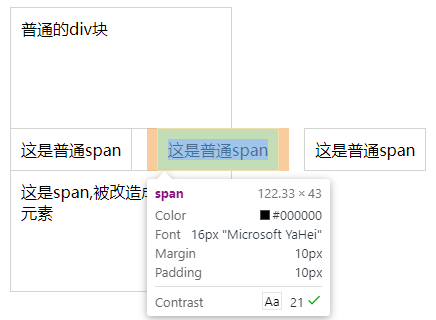 普通的div块
这是普通span
这是普通span
这是普通span
这是span,被改造成
元素
span 122.33 × 43
Color #000000
Font 16px "Microsoft YaHei"
Margin 10px
Padding 10px
Contrast Aa 21